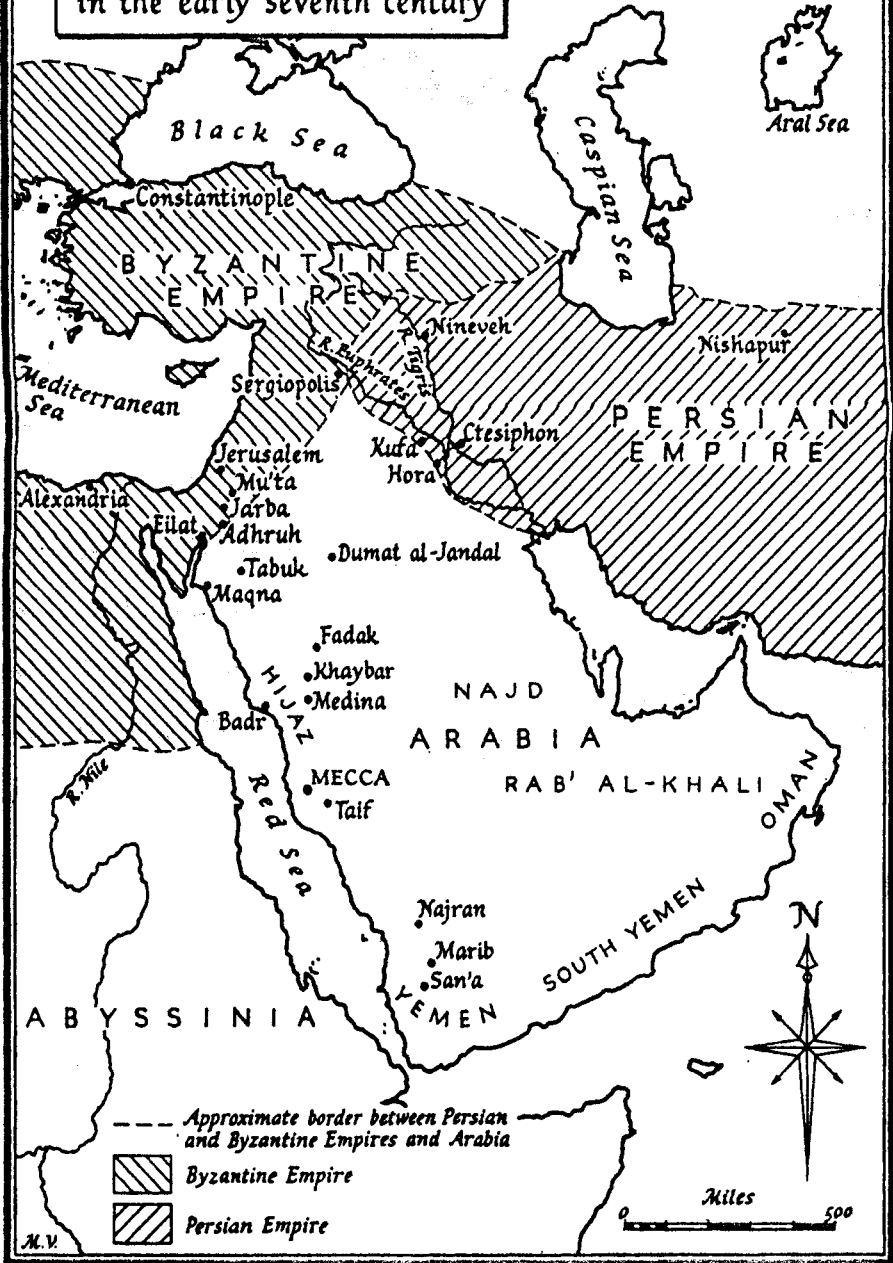 in the early seventh century
Aral Sea
Black Sea
Caspian Sea
Constantinople
BYZANTINE
EMPIRE
Nineveh
R. Tigris
R. Euphrates
Nishapur
Sergiopolis
Mediterranean
Sea
PERSIAN
EMPIRE
Ctesiphon
Kufa
Hora
Jerusalem
Mu'ta
Alexandria
Jarba
Eilat
Adhruh
Dumat al-Jandal
Tabuk
Maqna
Fadak
Khaybar
Medina
HIJAZ
Badr
NAJD
ARABIA
RAB' AL-KHALI
OMAN
R. Nile
MECCA
Taif
Red Sea
Najran
Marib
San'a
SOUTH YEMEN
YEMEN
N
ABYSSINIA
Approximate border between Persian
and Byzantine Empires and Arabia
Byzantine Empire
Persian Empire
Miles
0 500
M.V.